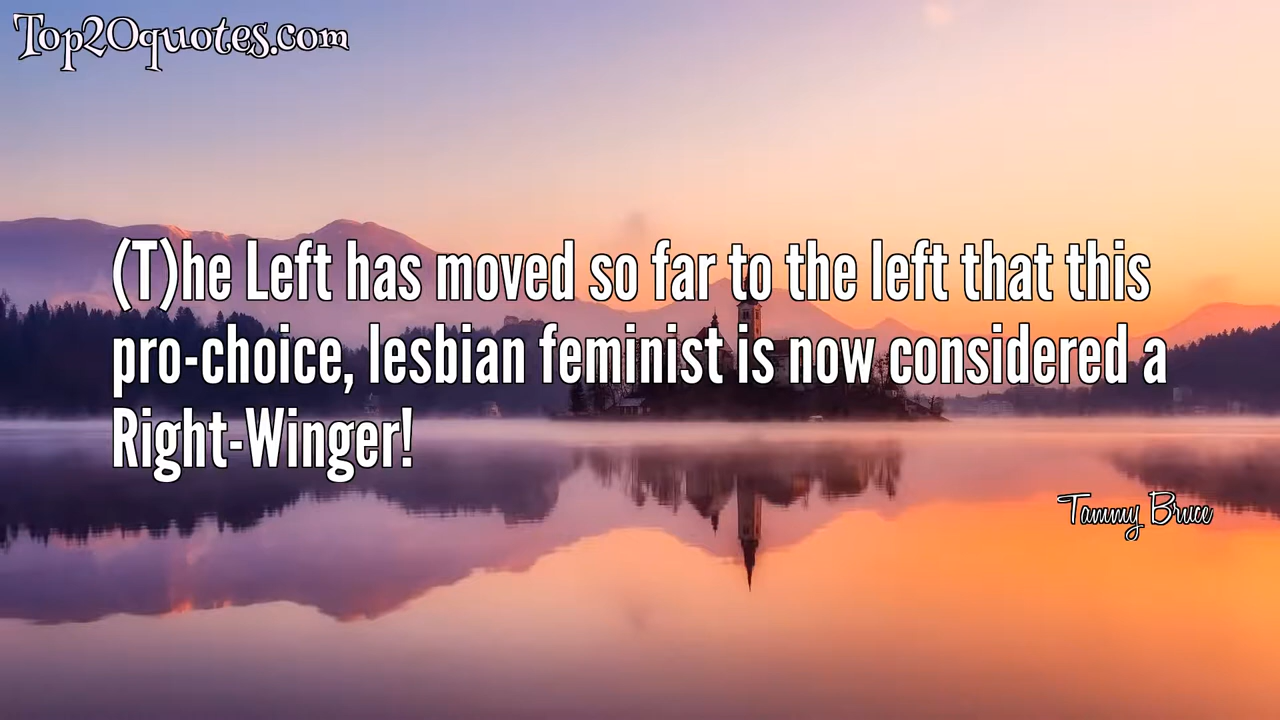 Top20quotes.com
(T)he Left has moved so far to the left that this
pro-choice, lesbian feminist is now considered a
Right-Winger!
Tammy Bruce